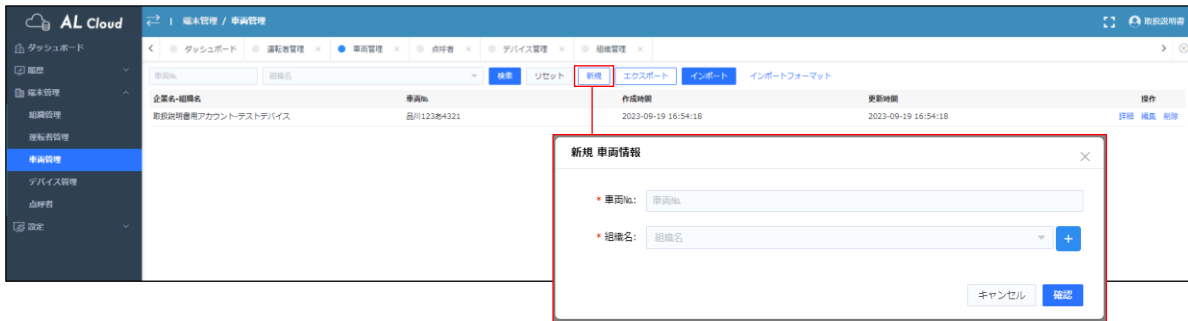 AL Cloud
端末管理 / 車両管理
取扱説明書
ダッシュボード
ダッシュボード
運転者管理
車両管理
点呼者
デバイス管理
組織管理
履歴
車両№
組織名
検索
リセット
新規
エクスポート
インポート
インポートフォーマット
端末管理
企業名-組織名
車両№
作成時間
更新時間
操作
組織管理
取扱説明書用アカウント-テストデバイス
品川123あ4321
2023-09-19 16:54:18
2023-09-19 16:54:18
詳細 編集 削除
運転者管理
車両管理
デバイス管理
点呼者
設定
新規 車両情報
* 車両№:
車両№
* 組織名:
組織名
キャンセル
確認